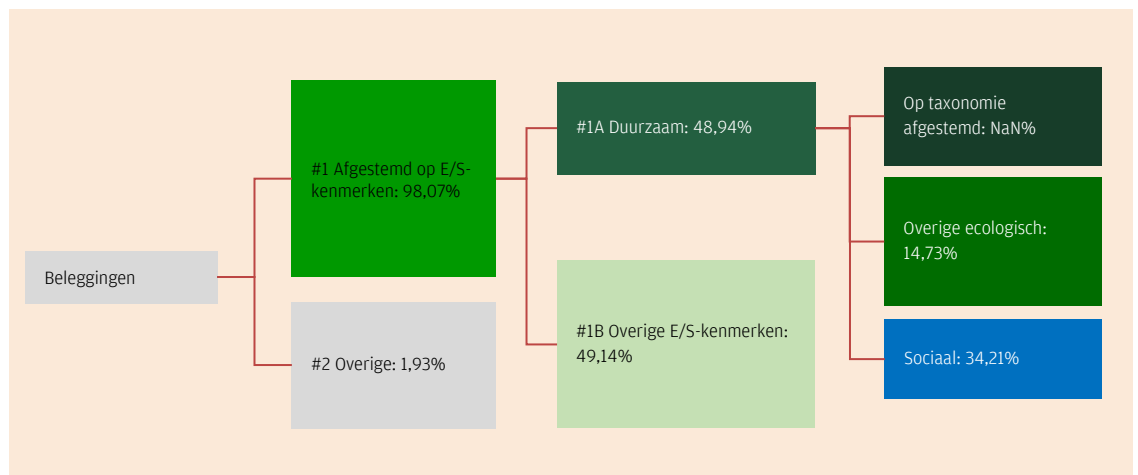 Beleggingen
#1 Afgestemd op E/S-
kenmerken: 98,07%
#2 Overige: 1,93%
#1A Duurzaam: 48,94%
#1B Overige E/S-kenmerken:
49,14%
Op taxonomie
afgestemd: NaN%
Overige ecologisch:
14,73%
Sociaal: 34,21%